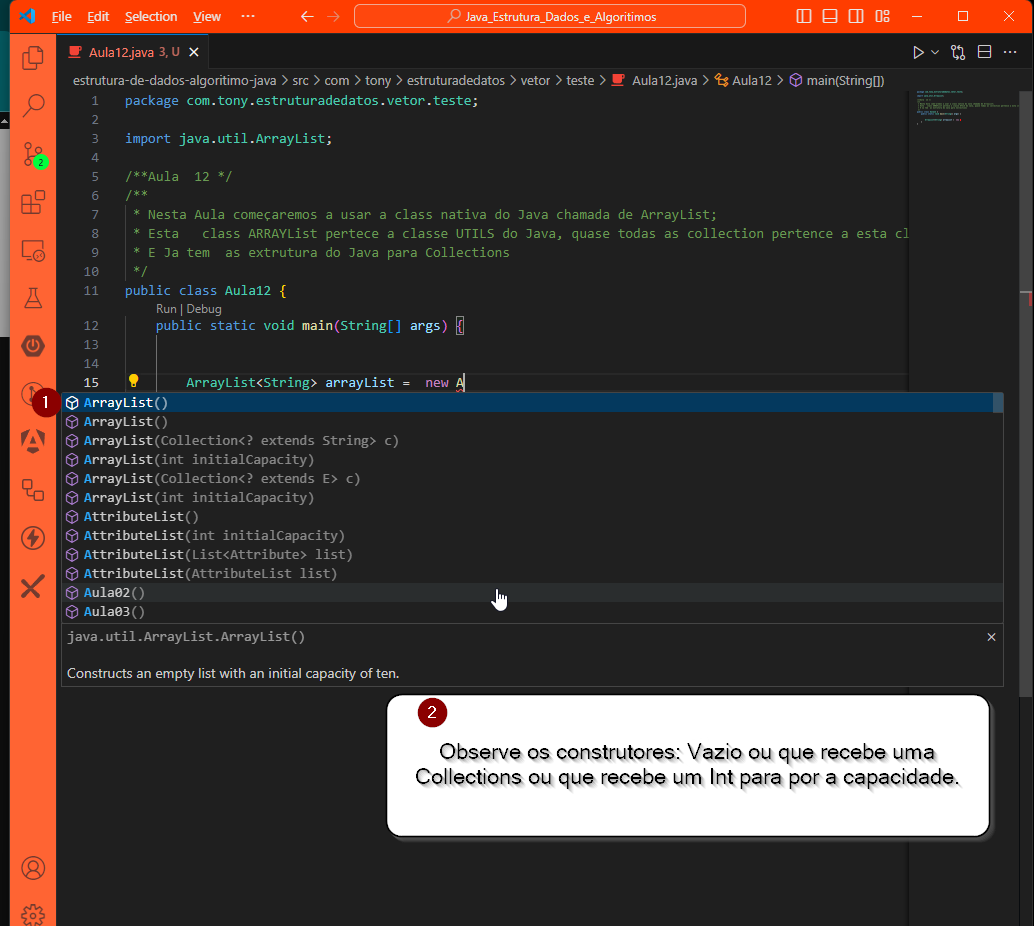 File Edit Selection View ··· Java_Estrutura_Dados_e_Algoritimos
Aula12.java 3, U
estrutura-de-dados-algoritimo-java > src > com > tony > estruturadedatos > vetor > teste > Aula12.java > Aula12 > main(String[])
1 package com.tony.estruturadedatos.vetor.teste;
2
3 import java.util.ArrayList;
4
5 /**Aula  12 */
6 /**
7 * Nesta Aula começaremos a usar a class nativa do Java chamada de ArrayList;
8 * Esta   class ARRAYList pertece a classe UTILS do Java, quase todas as collection pertence a esta cl
9 * E Ja tem  as extrutura do Java para Collections
10 */
11 public class Aula12 {
Run | Debug
12 public static void main(String[] args) {
13
14
15 ArrayList<String> arrayList =  new A
2
1
ArrayList()
ArrayList()
ArrayList(Collection<? extends String> c)
ArrayList(int initialCapacity)
ArrayList(Collection<? extends E> c)
ArrayList(int initialCapacity)
AttributeList()
AttributeList(int initialCapacity)
AttributeList(List<Attribute> list)
AttributeList(AttributeList list)
Aula02()
Aula03()
java.util.ArrayList.ArrayList()
Constructs an empty list with an initial capacity of ten.
2
Observe os construtores: Vazio ou que recebe uma
Collections ou que recebe um Int para por a capacidade.